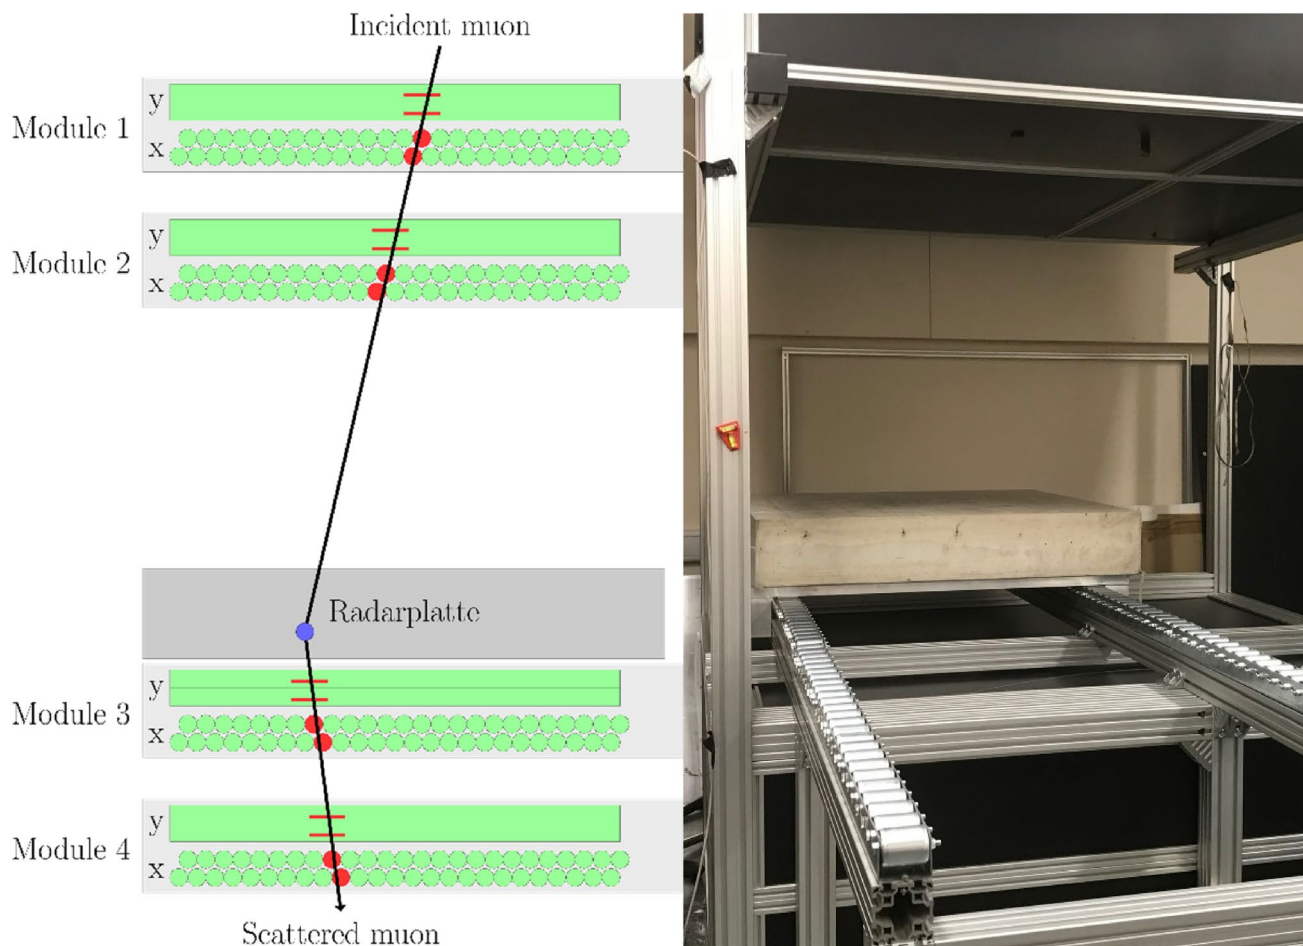 Incident muon
y
Module 1
x
y
Module 2
x
Radarplatte
y
Module 3
x
y
Module 4
x
Scattered muon